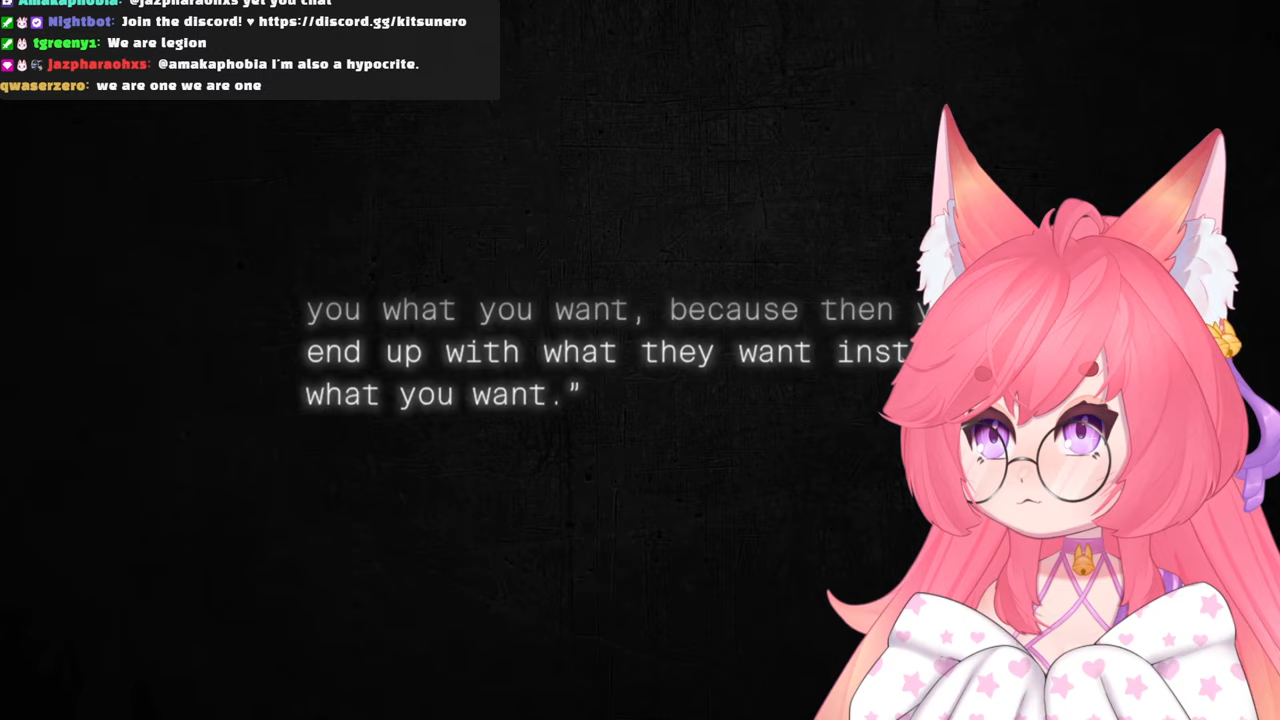 Amakaphobia: @jazpharaohxs yet you chat
Nightbot: Join the discord! ♥ https://discord.gg/kitsunero
tgreeny1: We are legion
Jazpharaohxs: @amakaphobia I'm also a hypocrite.
qwaserzero: we are one we are one
you what you want, because then
end up with what they want
what you want.”